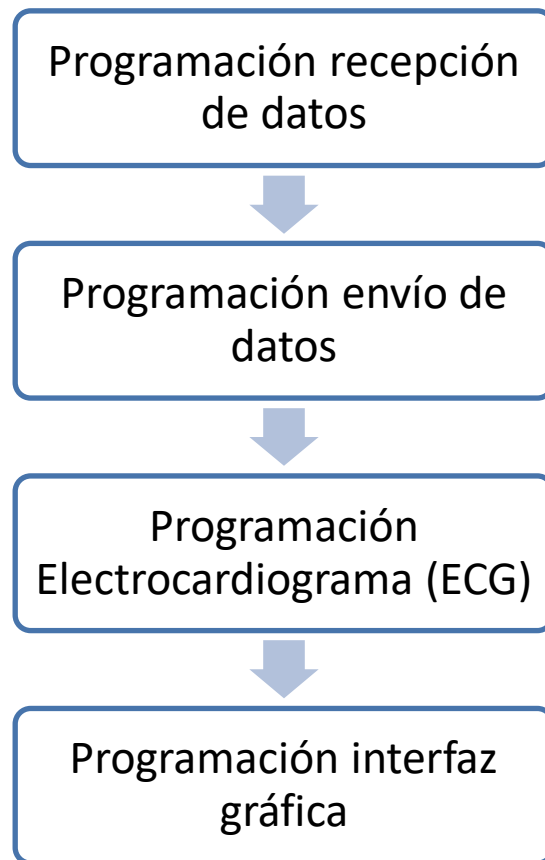 Programación recepción
de datos
Programación envío de
datos
Programación
Electrocardiograma (ECG)
Programación interfaz
gráfica